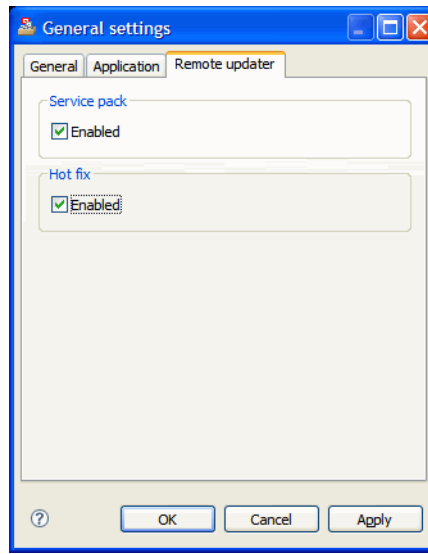 General settings
General Application Remote updater
Service pack
Enabled
Hot fix
Enabled
? OK Cancel Apply